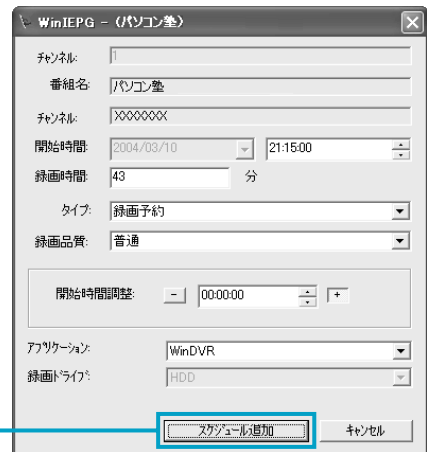 WinIEPG - (パソコン塾)
ﾁｬﾝﾈﾙ: 1
番組名: パソコン塾
ﾁｬﾝﾈﾙ: XXXXXXX
開始時間: 2004/03/10 21:15:00
録画時間: 43 分
タイプ: 録画予約
録画品質: 普通
開始時間調整: - 00:00:00 +
ｱﾌﾟﾘｹｰｼｮﾝ: WinDVR
録画ﾄﾞﾗｲﾌﾞ: HDD
ｽｹｼﾞｭｰﾙ追加 ｷｬﾝｾﾙ